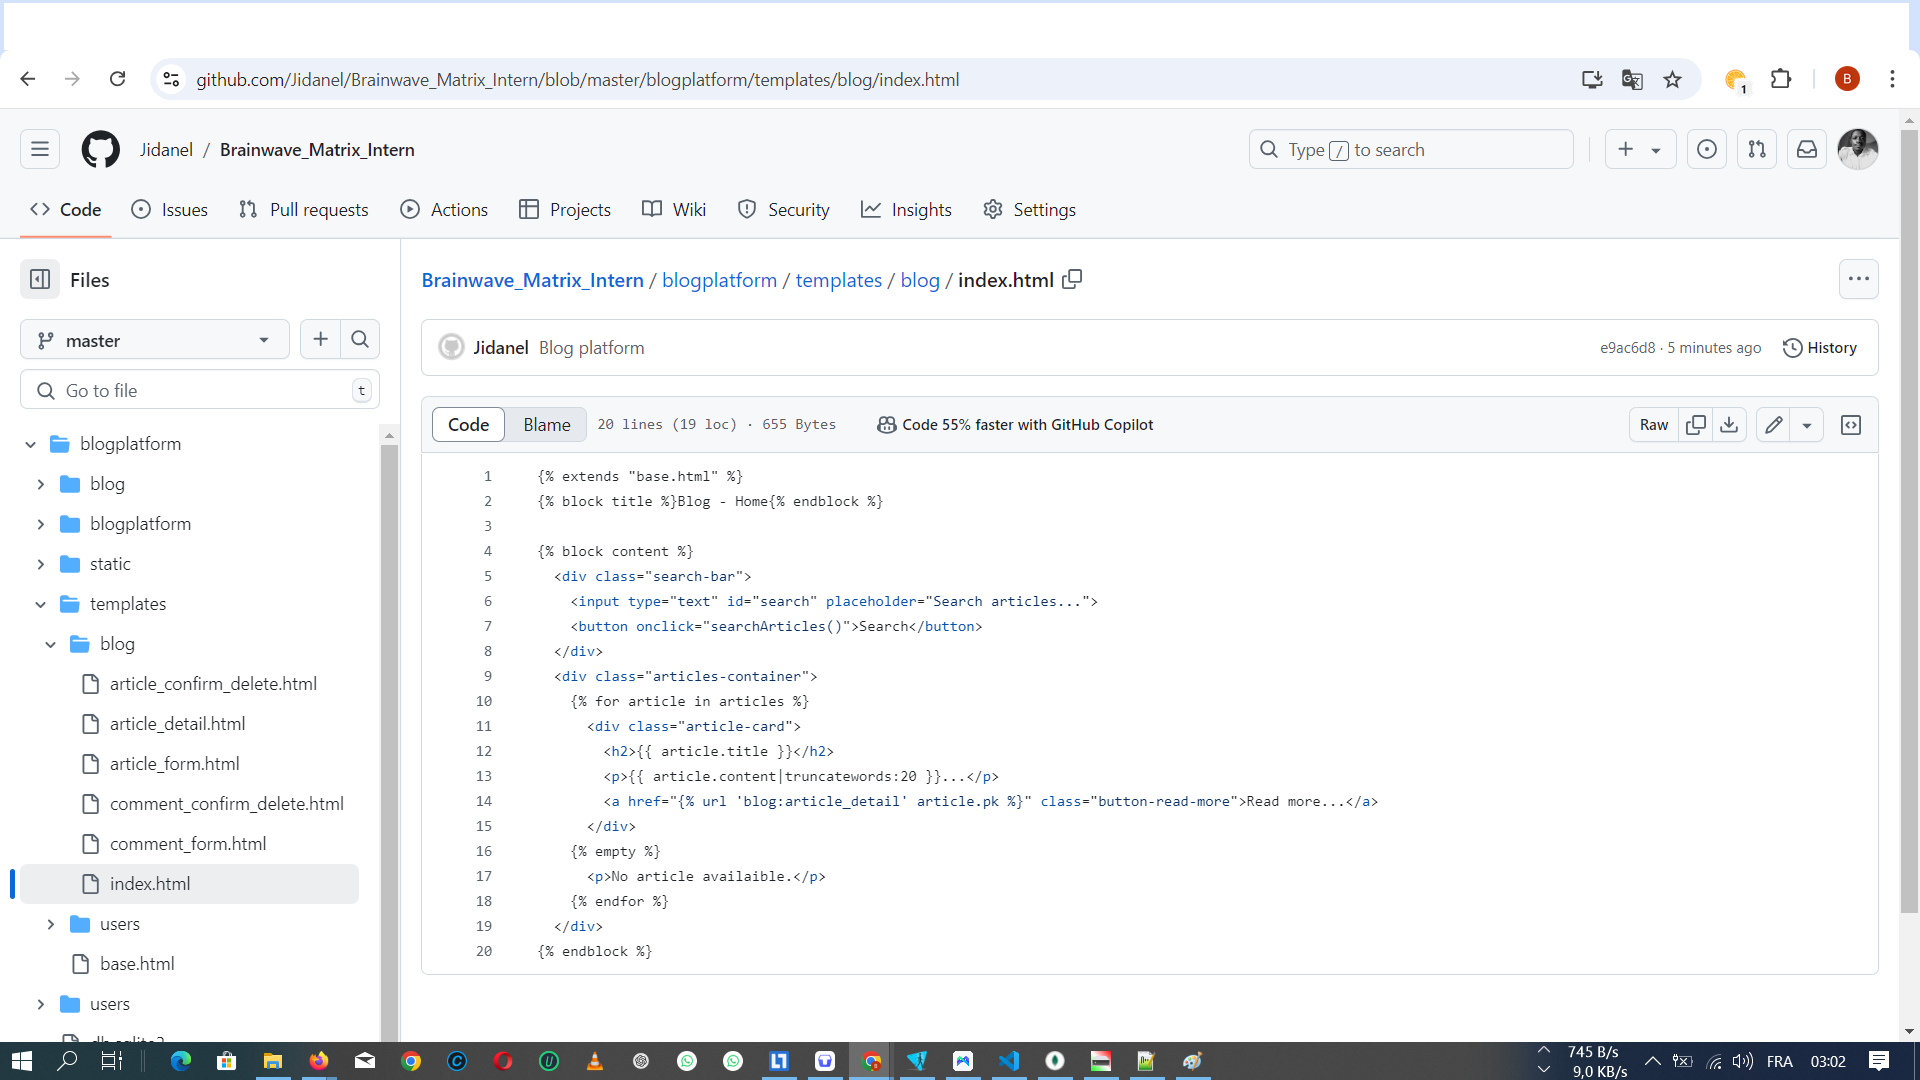 github.com/Jidanel/Brainwave_Matrix_Intern/blob/master/blogplatform/templates/blog/index.html
1
B
Jidanel / Brainwave_Matrix_Intern
Type / to search
Code
Issues
Pull requests
Actions
Projects
Wiki
Security
Insights
Settings
Files
master
Go to file
t
blogplatform
blog
blogplatform
static
templates
blog
article_confirm_delete.html
article_detail.html
article_form.html
comment_confirm_delete.html
comment_form.html
index.html
users
base.html
users
Brainwave_Matrix_Intern / blogplatform / templates / blog / index.html
Jidanel Blog platform
e9ac6d8 · 5 minutes ago
History
Code
Blame
20 lines (19 loc) · 655 Bytes
Code 55% faster with GitHub Copilot
Raw
1 {% extends "base.html" %}
2 {% block title %}Blog - Home{% endblock %}
3
4 {% block content %}
5 <div class="search-bar">
6 <input type="text" id="search" placeholder="Search articles...">
7 <button onclick="searchArticles()">Search</button>
8 </div>
9 <div class="articles-container">
10 {% for article in articles %}
11 <div class="article-card">
12 <h2>{{ article.title }}</h2>
13 <p>{{ article.content|truncatewords:20 }}...</p>
14 <a href="{% url 'blog:article_detail' article.pk %}" class="button-read-more">Read more...</a>
15 </div>
16 {% empty %}
17 <p>No article availaible.</p>
18 {% endfor %}
19 </div>
20 {% endblock %}
745 B/s
9,0 KB/s
FRA
03:02